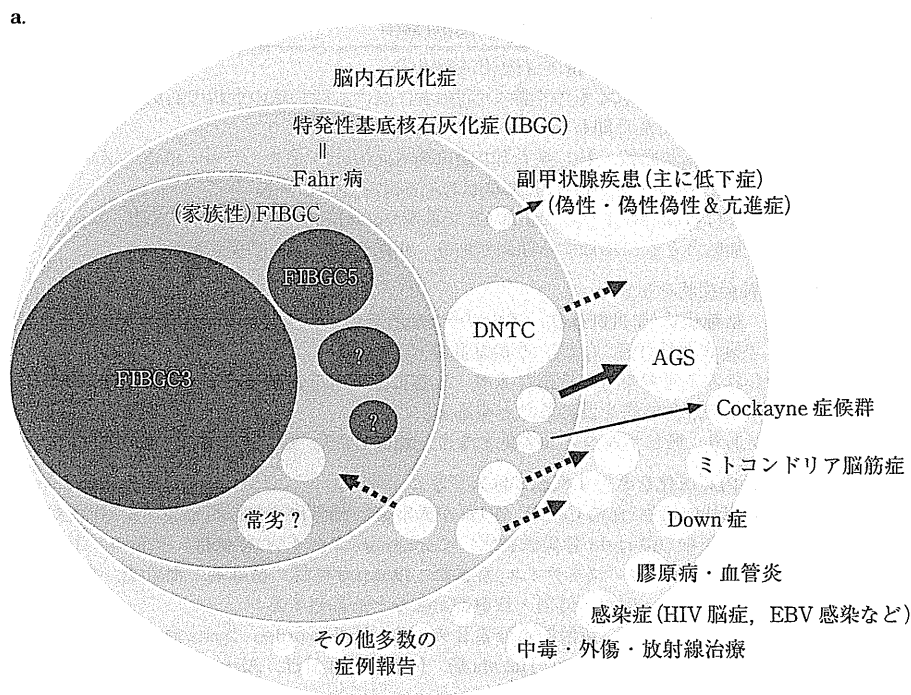 a.
脳内石灰化症
特発性基底核石灰化症(IBGC)
॥
Fahr 病
(家族性)FIBGC
副甲状腺疾患(主に低下症)
(偽性・偽性偽性＆亢進症)
FIBGC5
DNTC
?
AGS
FIBGC3
?
Cockayne 症候群
ミトコンドリア脳筋症
常劣？
Down 症
膠原病・血管炎
感染症(HIV 脳症，EBV 感染など)
その他多数の
症例報告
中毒・外傷・放射線治療